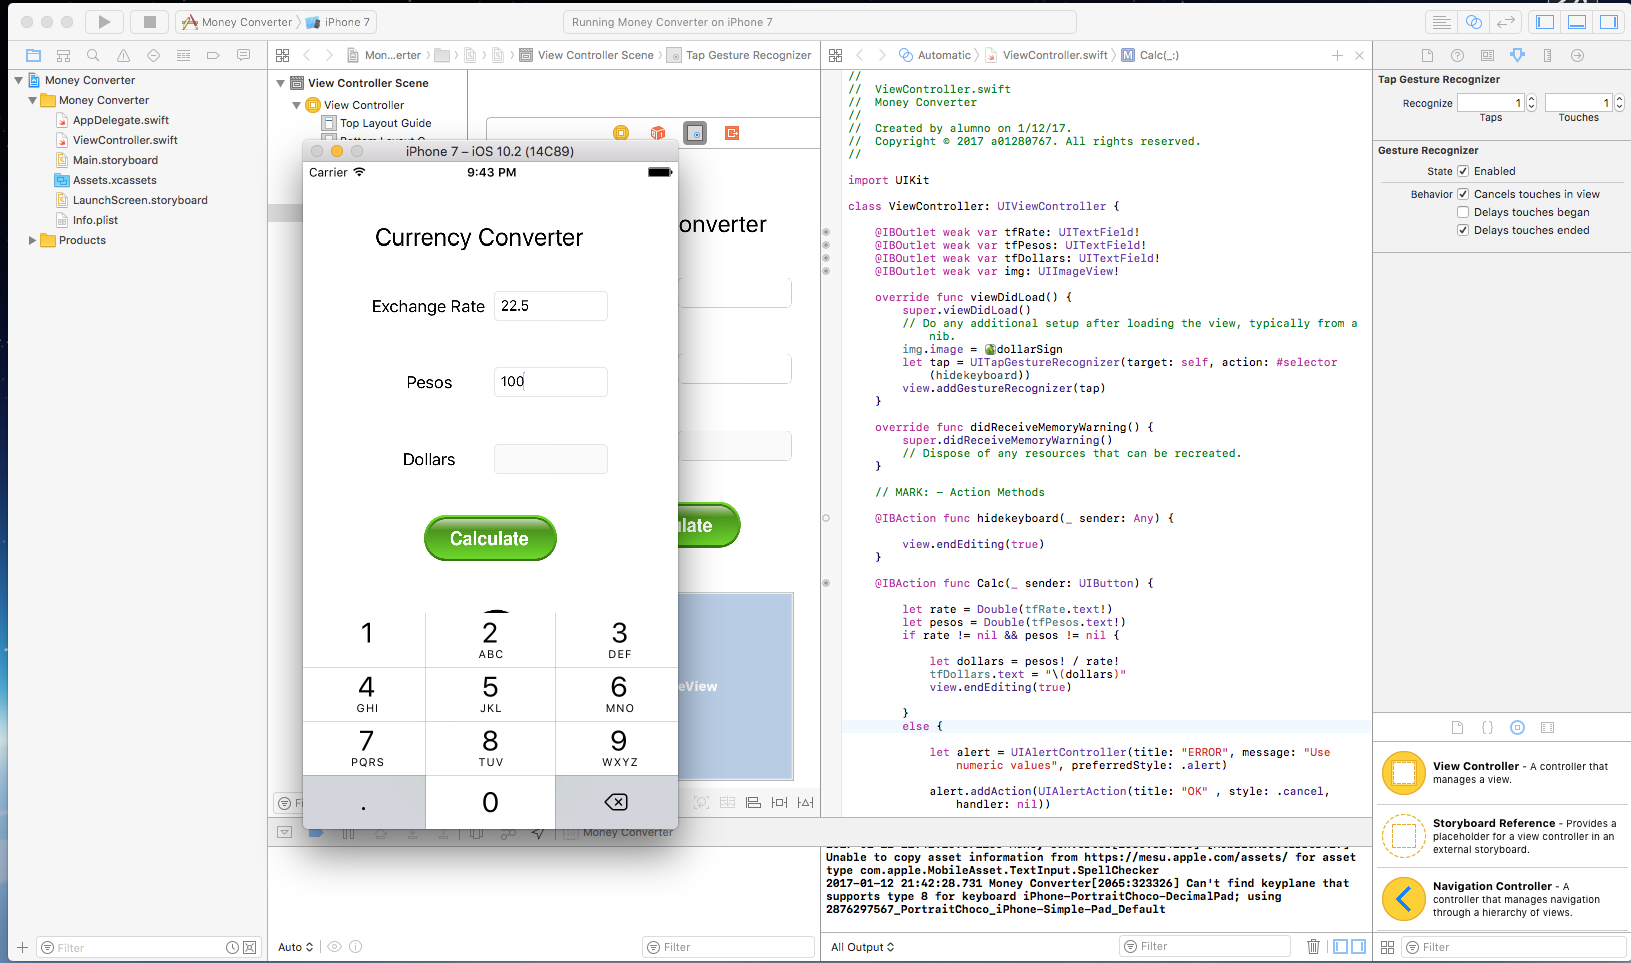 Money Converter
iPhone 7
Running Money Converter on iPhone 7
Mon...erter
View Controller Scene
Tap Gesture Recognizer
Automatic
ViewController.swift
Calc(_:)
Money Converter
Money Converter
AppDelegate.swift
ViewController.swift
Main.storyboard
Assets.xcassets
LaunchScreen.storyboard
Info.plist
Products
View Controller Scene
View Controller
Top Layout Guide
iPhone 7 – iOS 10.2 (14C89)
Carrier
9:43 PM
Currency Converter
Exchange Rate
22.5
Pesos
100
Dollars
Calculate
1
2
ABC
3
DEF
4
GHI
5
JKL
6
MNO
7
PQRS
8
TUV
9
WXYZ
.
0
onverter
late
eView
//
//  ViewController.swift
//  Money Converter
//
//  Created by alumno on 1/12/17.
//  Copyright © 2017 a01280767. All rights reserved.
//
import UIKit
class ViewController: UIViewController {
@IBOutlet weak var tfRate: UITextField!
@IBOutlet weak var tfPesos: UITextField!
@IBOutlet weak var tfDollars: UITextField!
@IBOutlet weak var img: UIImageView!
override func viewDidLoad() {
super.viewDidLoad()
// Do any additional setup after loading the view, typically from a
nib.
img.image = dollarSign
let tap = UITapGestureRecognizer(target: self, action: #selector
(hidekeyboard))
view.addGestureRecognizer(tap)
}
override func didReceiveMemoryWarning() {
super.didReceiveMemoryWarning()
// Dispose of any resources that can be recreated.
}
// MARK: - Action Methods
@IBAction func hidekeyboard(_ sender: Any) {
view.endEditing(true)
}
@IBAction func Calc(_ sender: UIButton) {
let rate = Double(tfRate.text!)
let pesos = Double(tfPesos.text!)
if rate != nil && pesos != nil {
let dollars = pesos! / rate!
tfDollars.text = "\(dollars)"
view.endEditing(true)
}
else {
let alert = UIAlertController(title: "ERROR", message: "Use
numeric values", preferredStyle: .alert)
alert.addAction(UIAlertAction(title: "OK" , style: .cancel,
handler: nil))
Money Converter
Unable to copy asset information from https://mesu.apple.com/assets/ for asset
type com.apple.MobileAsset.TextInput.SpellChecker
2017-01-12 21:42:28.731 Money Converter[2065:323326] Can't find keyplane that
supports type 8 for keyboard iPhone-PortraitChoco-DecimalPad; using
2876297567_PortraitChoco_iPhone-Simple-Pad_Default
Tap Gesture Recognizer
Recognize
1
1
Taps
Touches
Gesture Recognizer
State
Enabled
Behavior
Cancels touches in view
Delays touches began
Delays touches ended
View Controller - A controller that
manages a view.
Storyboard Reference - Provides a
placeholder for a view controller in an
external storyboard.
Navigation Controller - A
controller that manages navigation
through a hierarchy of views.
Filter
Auto
Filter
All Output
Filter
Filter